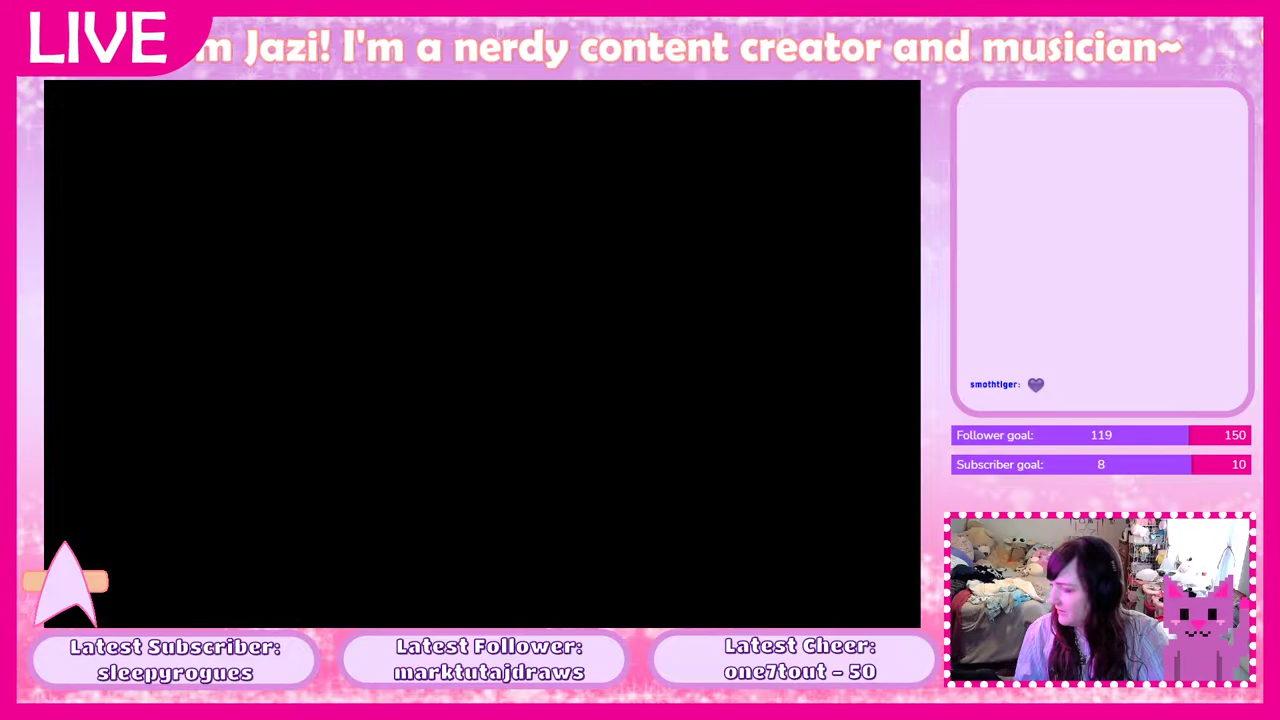 LIVE
m Jazi! I'm a nerdy content creator and musician~
smothtiger:
Follower goal: 119 150
Subscriber goal: 8 10
Latest Subscriber:
sleepyrogues
Latest Follower:
marktutajdraws
Latest Cheer:
one7tout - 50